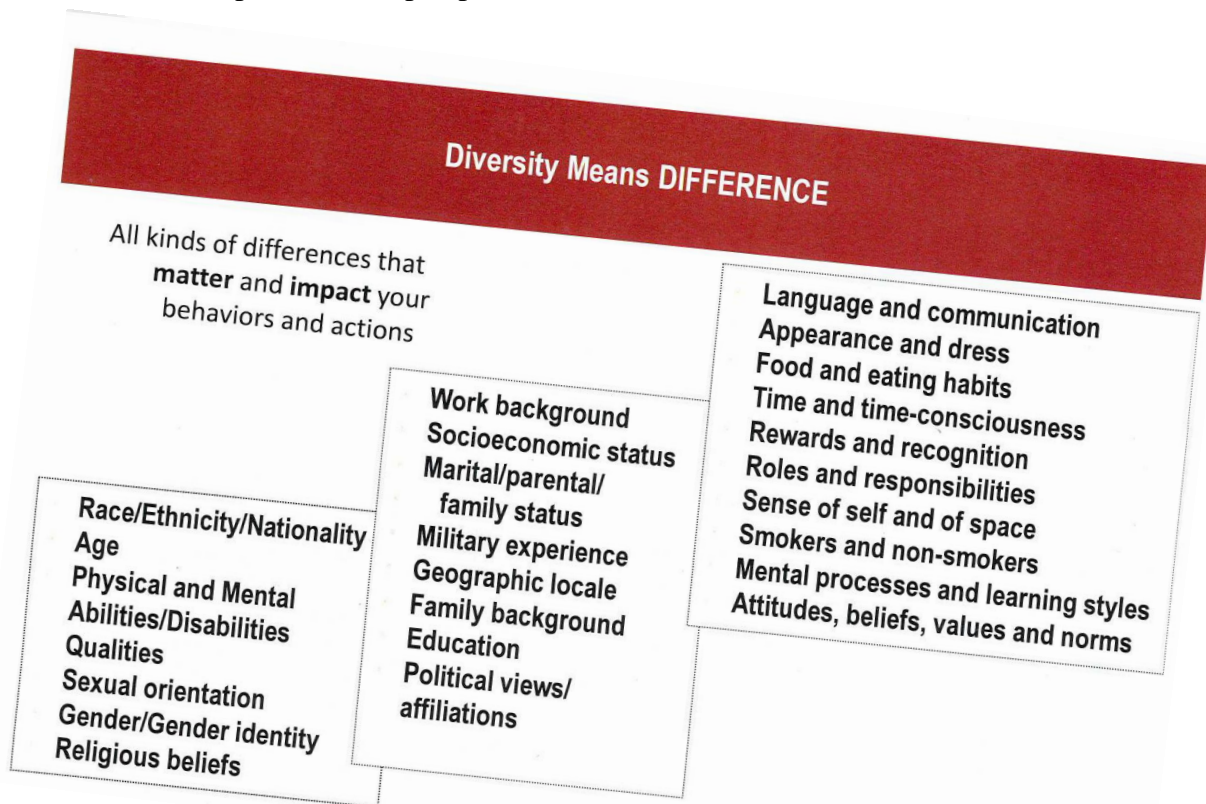 Diversity Means DIFFERENCE
All kinds of differences that
matter and impact your
behaviors and actions
Race/Ethnicity/Nationality
Age
Physical and Mental
Abilities/Disabilities
Qualities
Sexual orientation
Gender/Gender identity
Religious beliefs
Work background
Socioeconomic status
Marital/parental/
family status
Military experience
Geographic locale
Family background
Education
Political views/
affiliations
Language and communication
Appearance and dress
Food and eating habits
Time and time-consciousness
Rewards and recognition
Roles and responsibilities
Sense of self and of space
Smokers and non-smokers
Mental processes and learning styles
Attitudes, beliefs, values and norms